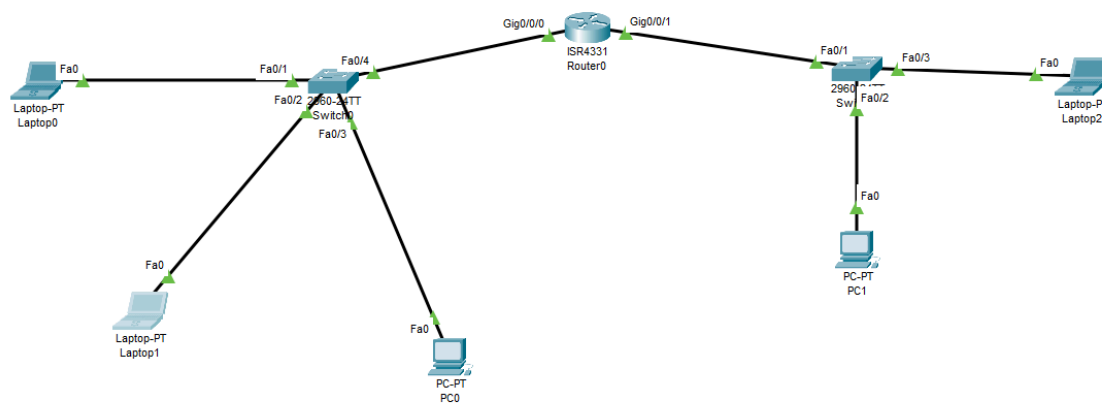 Gig0/0/0
Gig0/0/1
ISR4331
Router0
Fa0/4
Fa0/1
Fa0/3
Fa0
Fa0/1
Fa0
Laptop-PT
Laptop0
2960-24TT
Switch0
Fa0/2
Fa0/3
Fa0/2
Laptop-P
Laptop2
Fa0
PC-PT
PC1
Fa0
Laptop-PT
Laptop1
Fa0
PC-PT
PC0